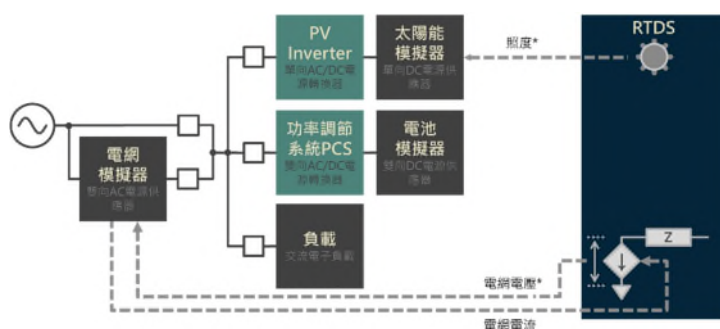 PV
Inverter
單向AC/DC電
源轉換器
太陽能
模擬器
單向DC電源供
應器
照度*
RTDS
電網
模擬器
雙向AC電源供
應器
功率調節
系統PCS
雙向AC/DC電
源轉換器
電池
模擬器
雙向DC電源供
應器
負載
交流電子負載
Z
電網電壓*
電網電流